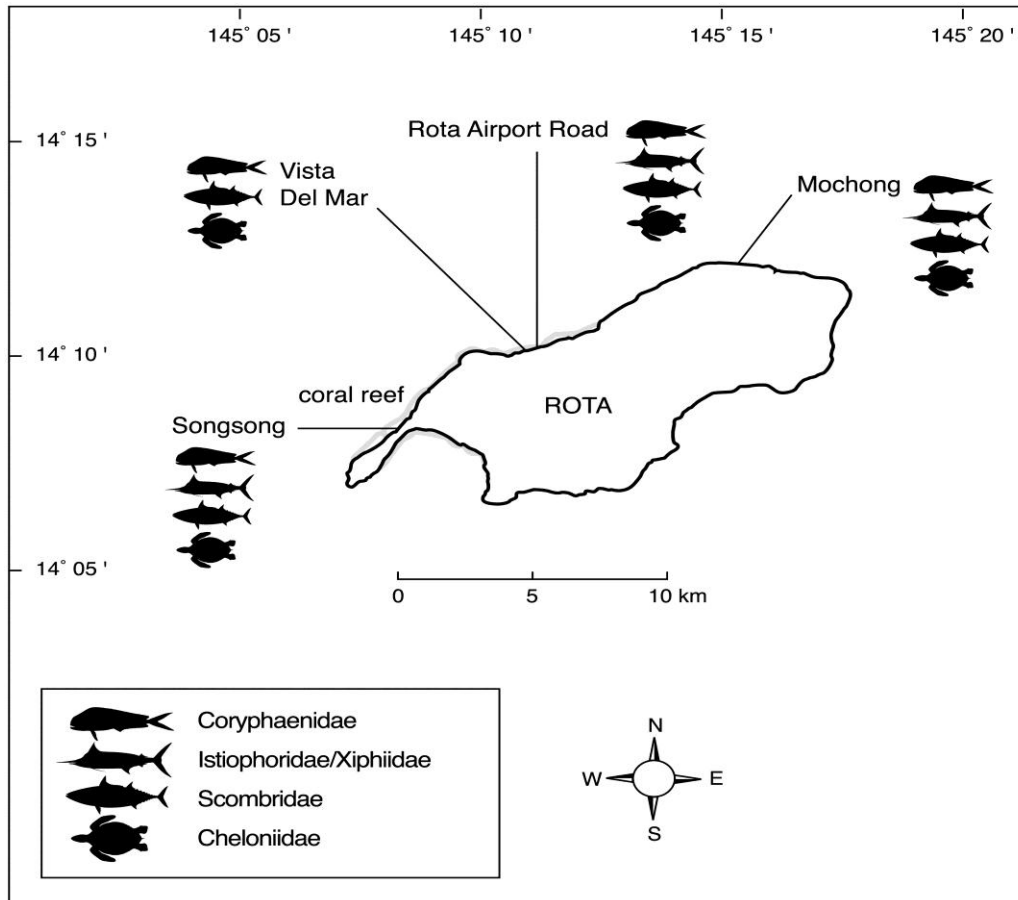 145° 05 '
145° 10 '
145° 15 '
145° 20 '
14° 15 '
Rota Airport Road
Vista
Del Mar
Mochong
14° 10 '
coral reef
ROTA
Songsong
14° 05 '
0 5 10 km
Coryphaenidae
Istiophoridae/Xiphiidae
Scombridae
Cheloniidae
N
W E
S